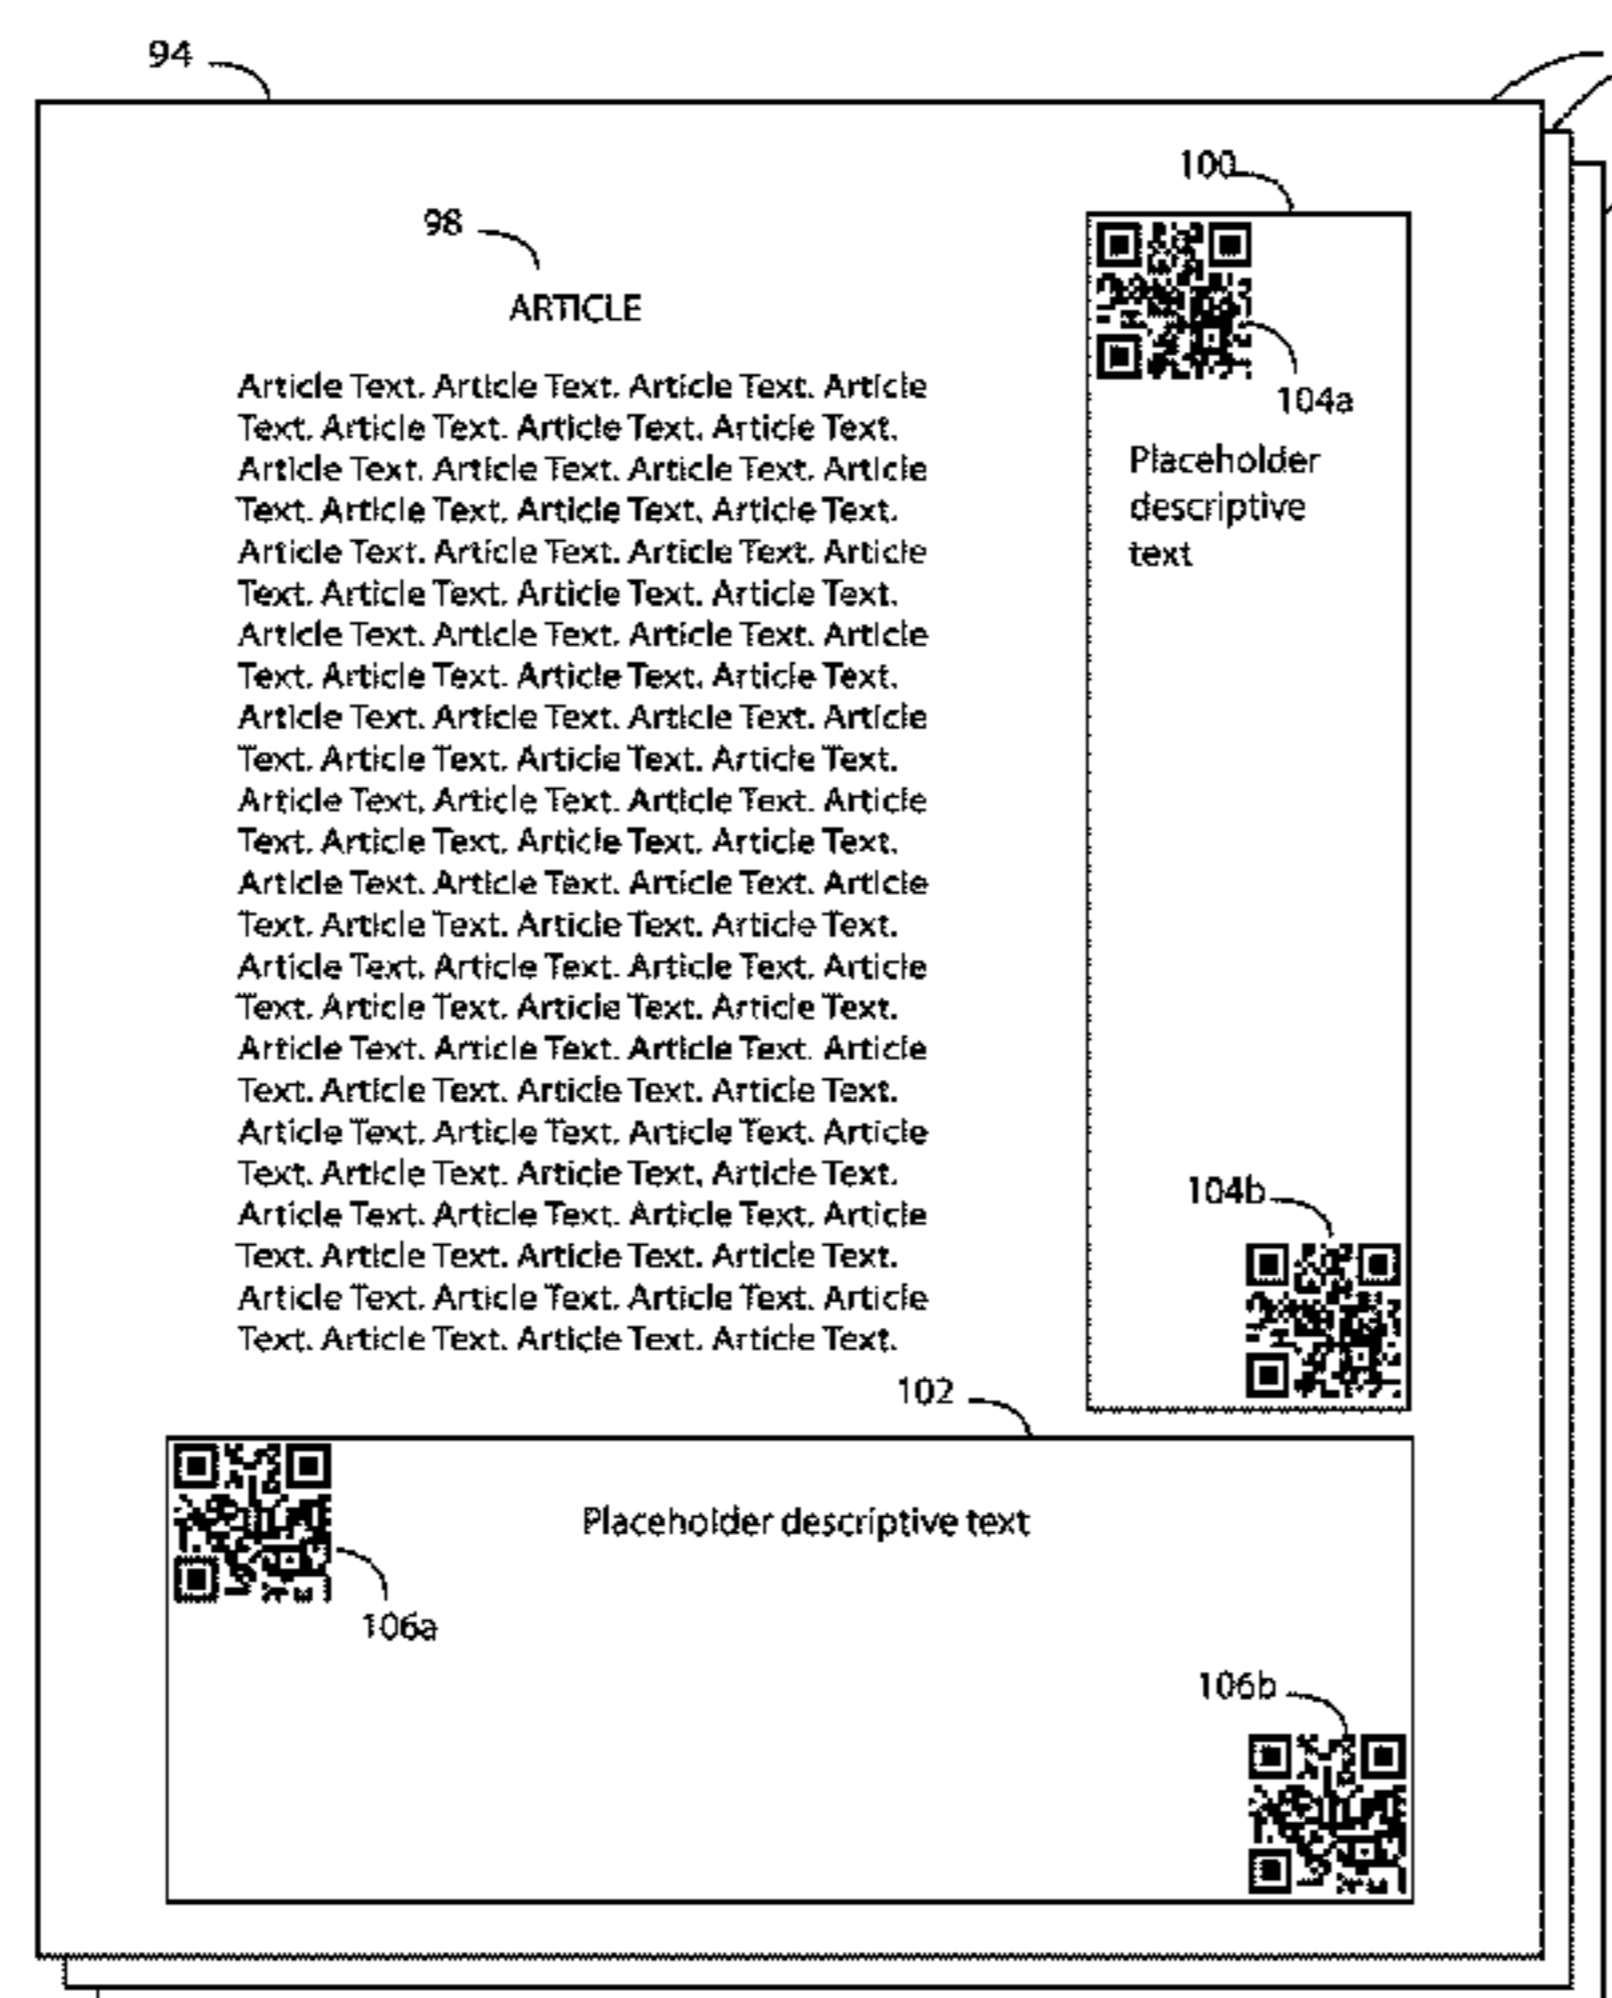 94
100
98
ARTICLE
104a
Article Text. Article Text. Article Text. Article
Text. Article Text. Article Text. Article Text.
Article Text. Article Text. Article Text. Article
Text. Article Text. Article Text. Article Text.
Article Text. Article Text. Article Text. Article
Text. Article Text. Article Text. Article Text.
Article Text. Article Text. Article Text. Article
Text. Article Text. Article Text. Article Text.
Article Text. Article Text. Article Text. Article
Text. Article Text. Article Text. Article Text.
Article Text. Article Text. Article Text. Article
Text. Article Text. Article Text. Article Text.
Article Text. Article Text. Article Text. Article
Text. Article Text. Article Text. Article Text.
Article Text. Article Text. Article Text. Article
Text. Article Text. Article Text. Article Text.
Article Text. Article Text. Article Text. Article
Text. Article Text. Article Text. Article Text.
Article Text. Article Text. Article Text. Article
Text. Article Text. Article Text. Article Text.
Article Text. Article Text. Article Text. Article
Text. Article Text. Article Text. Article Text.
Article Text. Article Text. Article Text. Article
Text. Article Text. Article Text. Article Text.
Placeholder
descriptive
text
104b
102
Placeholder descriptive text
106a
106b